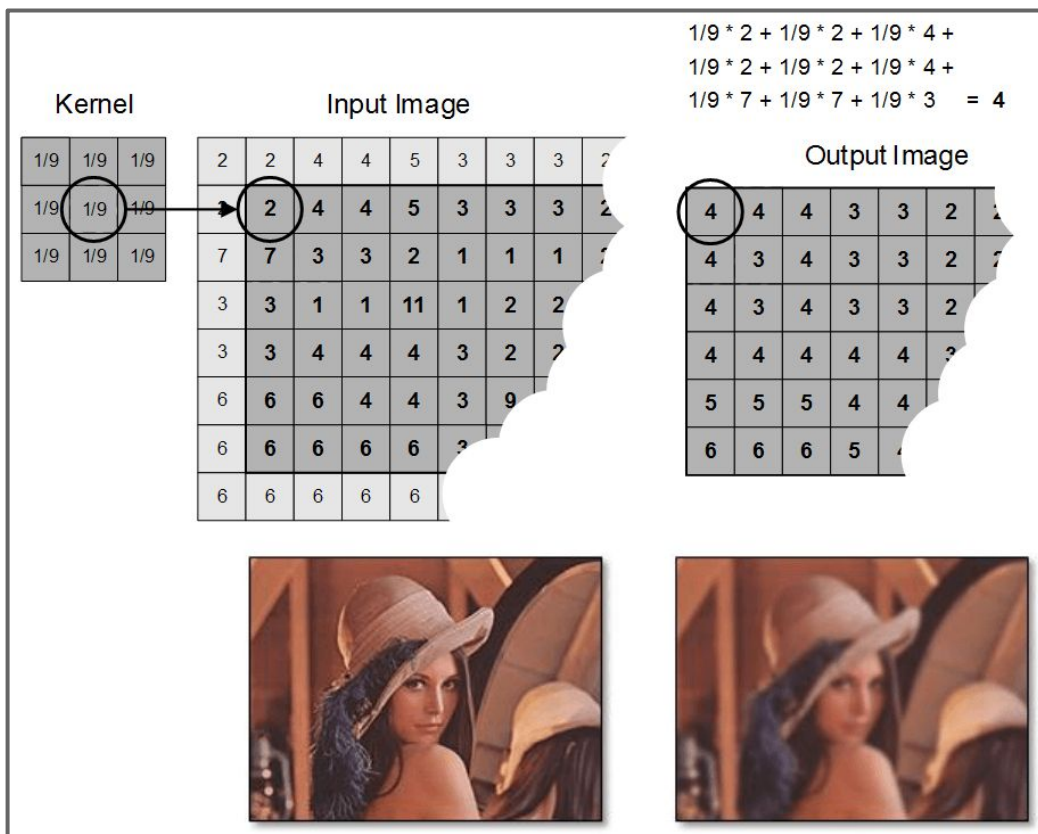 1/9 * 2 + 1/9 * 2 + 1/9 * 4 +
1/9 * 2 + 1/9 * 2 + 1/9 * 4 +
1/9 * 7 + 1/9 * 7 + 1/9 * 3 = 4
Kernel
1/9 1/9 1/9
1/9 1/9 1/9
1/9 1/9 1/9
Input Image
2 2 4 4 5 3 3 3 2
2 4 4 5 3 3 3 2
7 7 3 3 2 1 1 1
3 3 1 1 11 1 2 2
3 3 4 4 4 3 2 2
6 6 6 4 4 3 9
6 6 6 6 6 3
6 6 6 6 6
Output Image
4 4 4 3 3 2 2
4 3 4 3 3 2 2
4 3 4 3 3 2
4 4 4 4 4 3
5 5 5 4 4
6 6 6 5